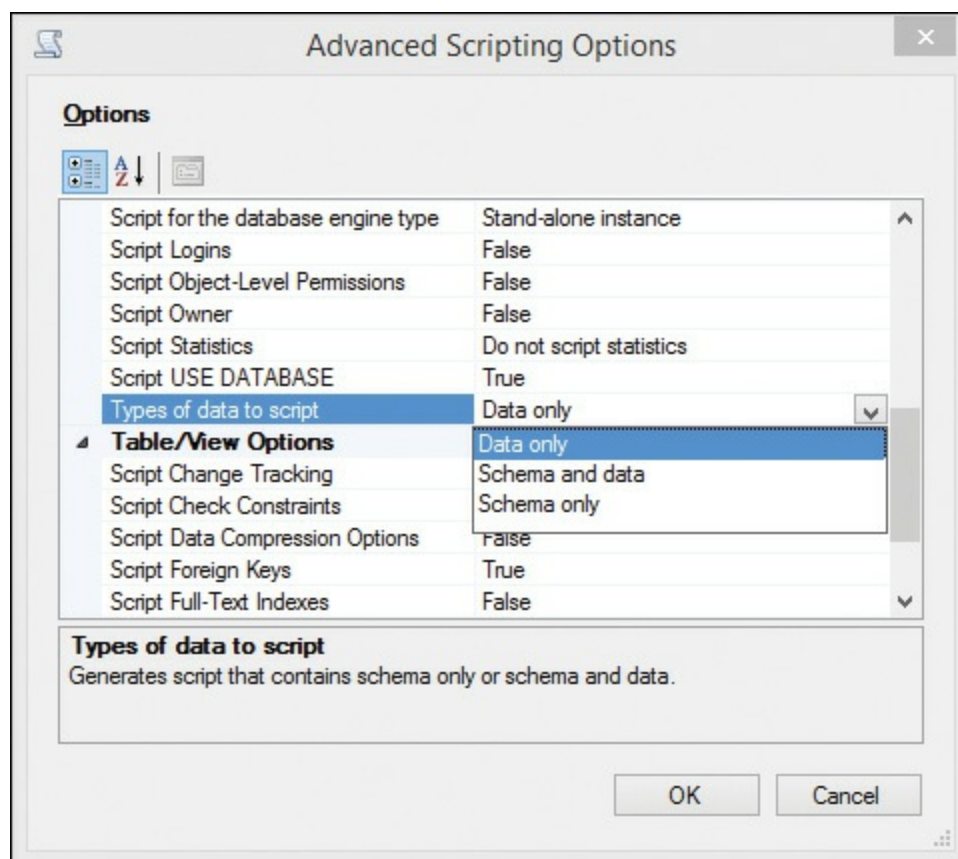 Advanced Scripting Options
Options
A
Z
Script for the database engine type Stand-alone instance
Script Logins False
Script Object-Level Permissions False
Script Owner False
Script Statistics Do not script statistics
Script USE DATABASE True
Types of data to script Data only
Table/View Options Data only
Script Change Tracking Schema and data
Script Check Constraints Schema only
Script Data Compression Options False
Script Foreign Keys True
Script Full-Text Indexes False
Types of data to script
Generates script that contains schema only or schema and data.
OK Cancel